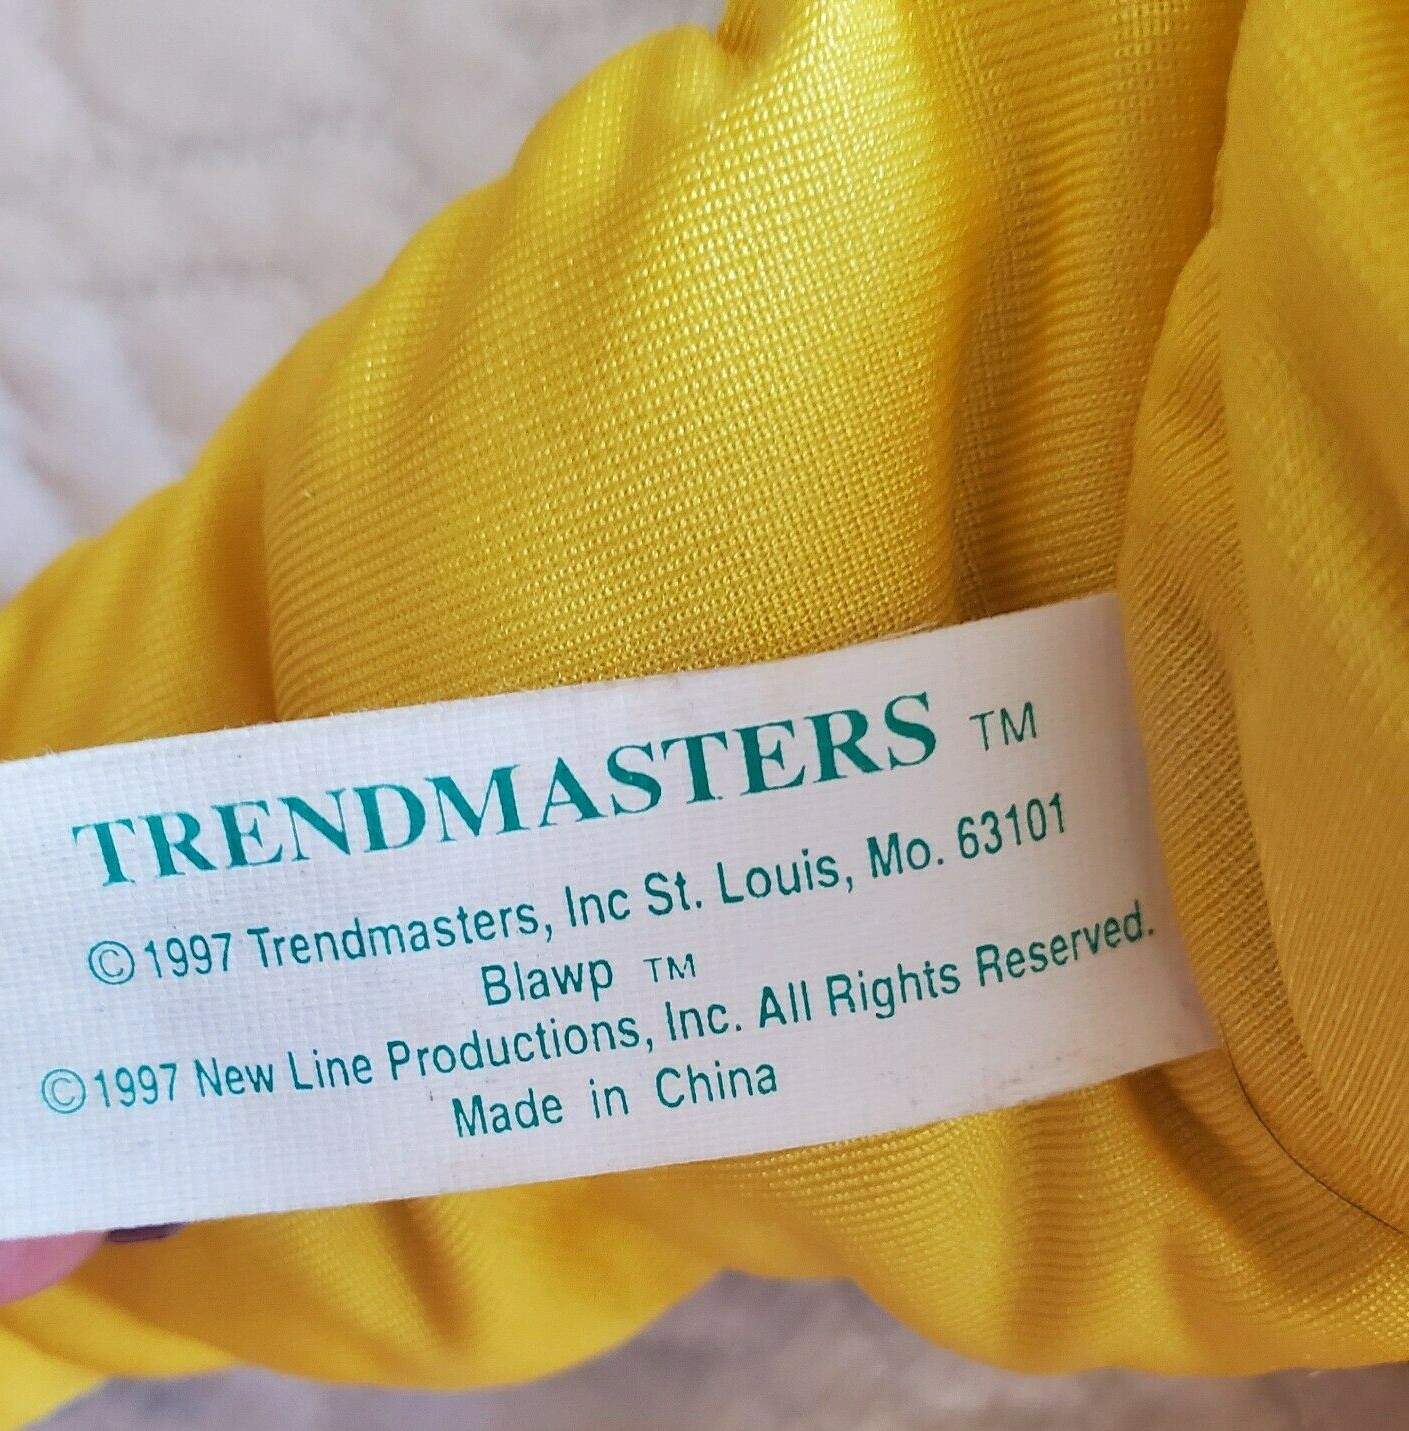 TRENDMASTERS TM
©1997 Trendmasters, Inc St. Louis, Mo. 63101
Blawp TM
©1997 New Line Productions, Inc. All Rights Reserved.
Made in China